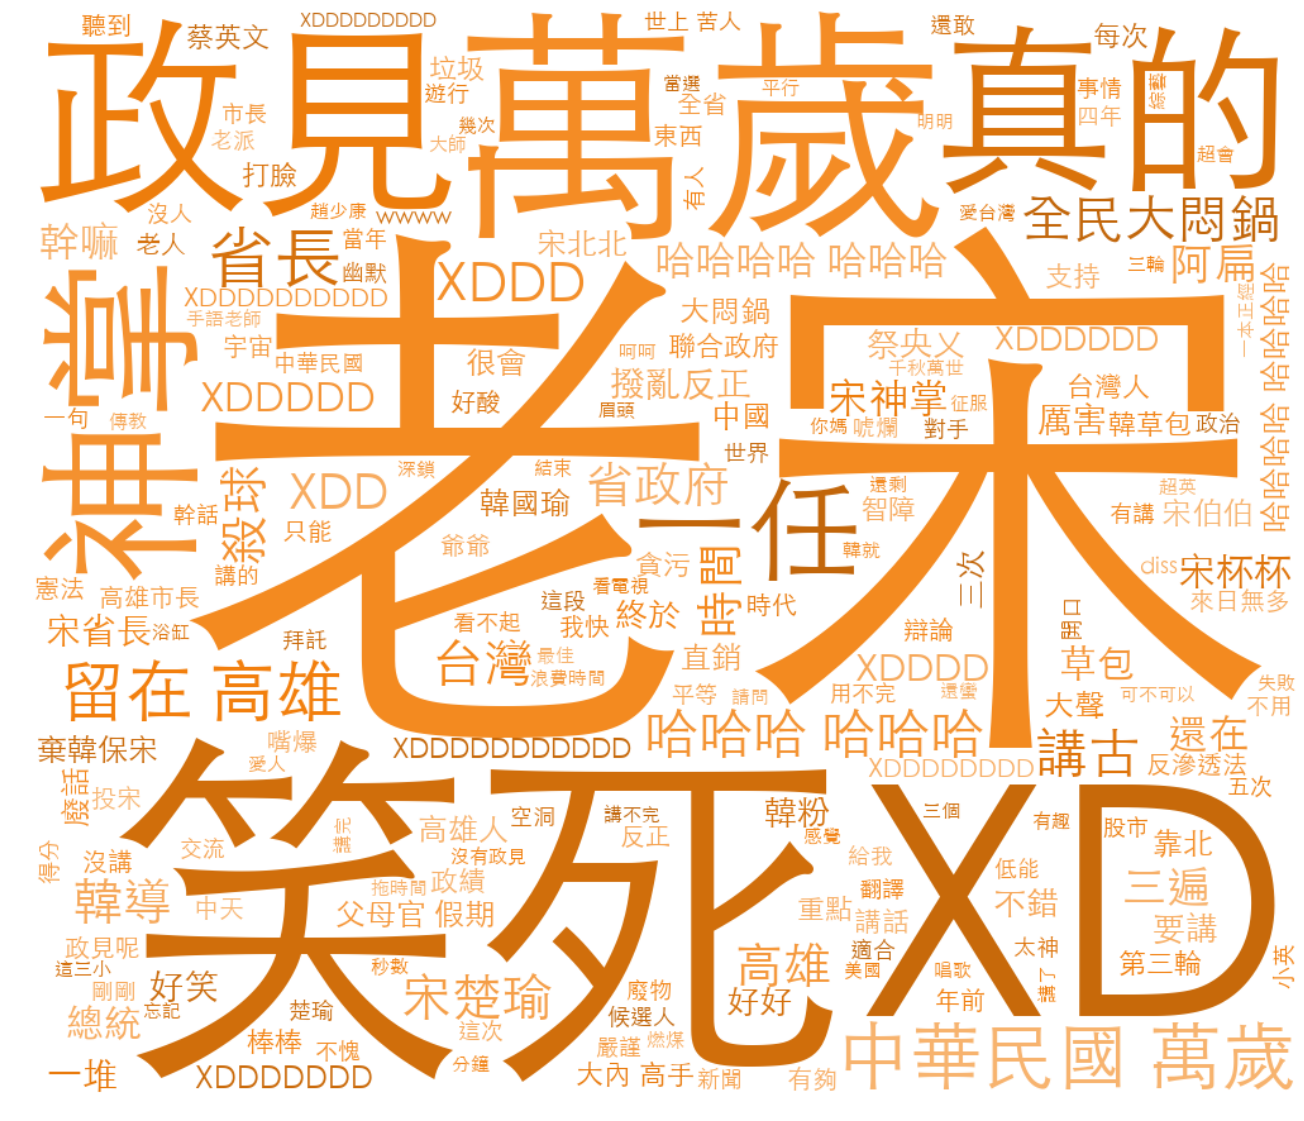 聽到
蔡英文
XDDDDDDDDD
世上 苦人
還敢
每次
政見
萬歲
真的
垃圾
遊行
當選
全省
平行
事情
綜藝
四年
市長
老派
幾次
大師
東西
明明
超會
打臉
有人
沒人
趙少康
wwww
愛台灣
全民大悶鍋
幹嘛
老人
省長
當年
宋北北
哈哈哈哈 哈哈哈
阿扁
三輪
支持
幽默
XDDD
XDDDDDDDDDD
手語老師
大悶鍋
一本正經
哈哈哈哈 哈哈哈哈
神掌
宇宙
中華民國
很會
呵呵
聯合政府
祭央乂
XDDDDDD
千秋萬世
老宋
XDDDDD
好酸
眉頭
撥亂反正
中國
宋神掌
征服
台灣人
一句
傳教
你媽
唬爛
對手
厲害
韓草包
政治
世界
殺球
XDD
深鎖
結束
省政府
韓國瑜
一任
還剩
智障
超英
有講
宋伯伯
幹話
只能
爺爺
韓就
講的
貪污
時間
三次
diss
宋杯杯
憲法
高雄市長
看電視
這段
時代
來日無多
宋省長
浴缸
看不起
我快
終於
開口
拜託
辯論
台灣
最佳
浪費時間
直銷
XDDDD
草包
留在 高雄
平等
請問
用不完
還蠻
大聲
可不可以
失敗
不用
棄韓保宋
嘴爆
XDDDDDDDDDDD
哈哈哈 哈哈哈
講古
還在
愛人
XDDDDDDDD
反滲透法
笑死
XD
廢話
投宋
五次
韓粉
三個
有趣
股市
空洞
講不完
高雄人
講完
反正
感覺
靠北
得分
沒講
交流
沒有政見
給我
低能
拖時間
政績
翻譯
三遍
韓導
中天
父母官
假期
重點
講話
不錯
要講
政見呢
適合
太神
這三小
秒數
高雄
美國
唱歌
第三輪
小英
剛剛
好笑
宋楚瑜
廢物
好好
年前
講了
忘記
楚瑜
總統
這次
候選人
棒棒
不愧
嚴謹
燃煤
中華民國 萬歲
一堆
XDDDDDDD
分鐘
大內 高手
新聞
有夠